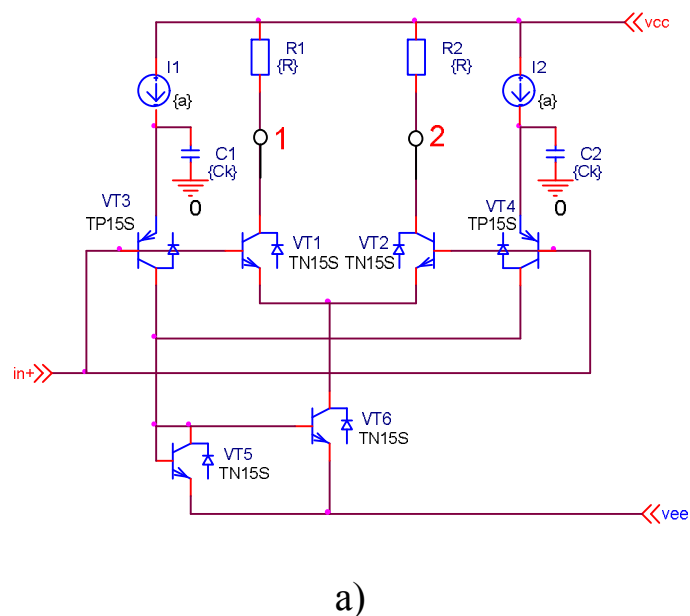 vcc
R1
{R}
R2
{R}
I1
{a}
I2
{a}
1
2
C1
{Ck}
C2
{Ck}
0
0
VT3
TP15S
VT4
TP15S
VT1
TN15S
VT2
TN15S
in+
VT6
TN15S
VT5
TN15S
vee
a)